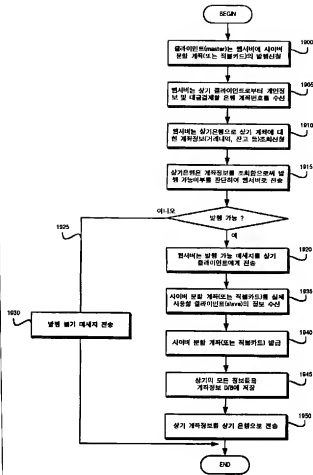 BEGIN
1900
클라이언트(master)는 웹서버에 사이버
분할 계좌(또는 직불카드)의 발행신청
1905
웹서버는 상기 클라이언트로부터 개인정
보 및 대금결제할 은행 계좌번호를 수신
1910
웹서버는 상기은행으로 상기 계좌에 대
한 계좌정보(거래내역, 잔고 등)조회신청
1915
상기은행은 계좌정보를 조회함으로써 발
행 가능여부를 판단하여 웹서버로 전송
1925
아니오
발행 가능 ?
예
1920
웹서버는 발행 가능 메세지를 상기
클라이언트에게 전송
1930
발행 불가 메세지 전송
1935
사이버 분할 계좌(또는 직불카드)를 실제
사용할 클라이언트(slave)의 정보 수신
1940
사이버 분할 계좌(또는 직불카드) 발급
1945
상기의 모든 정보들을
계좌정보 D/B에 저장
1950
상기 계좌정보를 상기 은행으로 전송
END